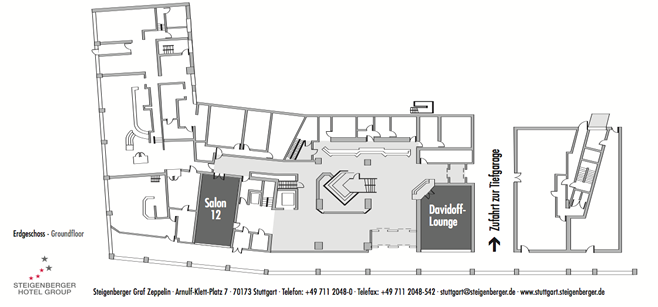 Salon
12
Davidoff-
Lounge
Zufahrt zur Tiefgarage
Erdgeschoss - Groundfloor
STEIGENBERGER
HOTEL GROUP
Steigenberger Graf Zeppelin · Arnulf-Klett-Platz 7 · 70173 Stuttgart · Telefon: +49 711 2048-0 · Telefax: +49 711 2048-542 · stuttgart@steigenberger.de · www.stuttgart.steigenberger.de